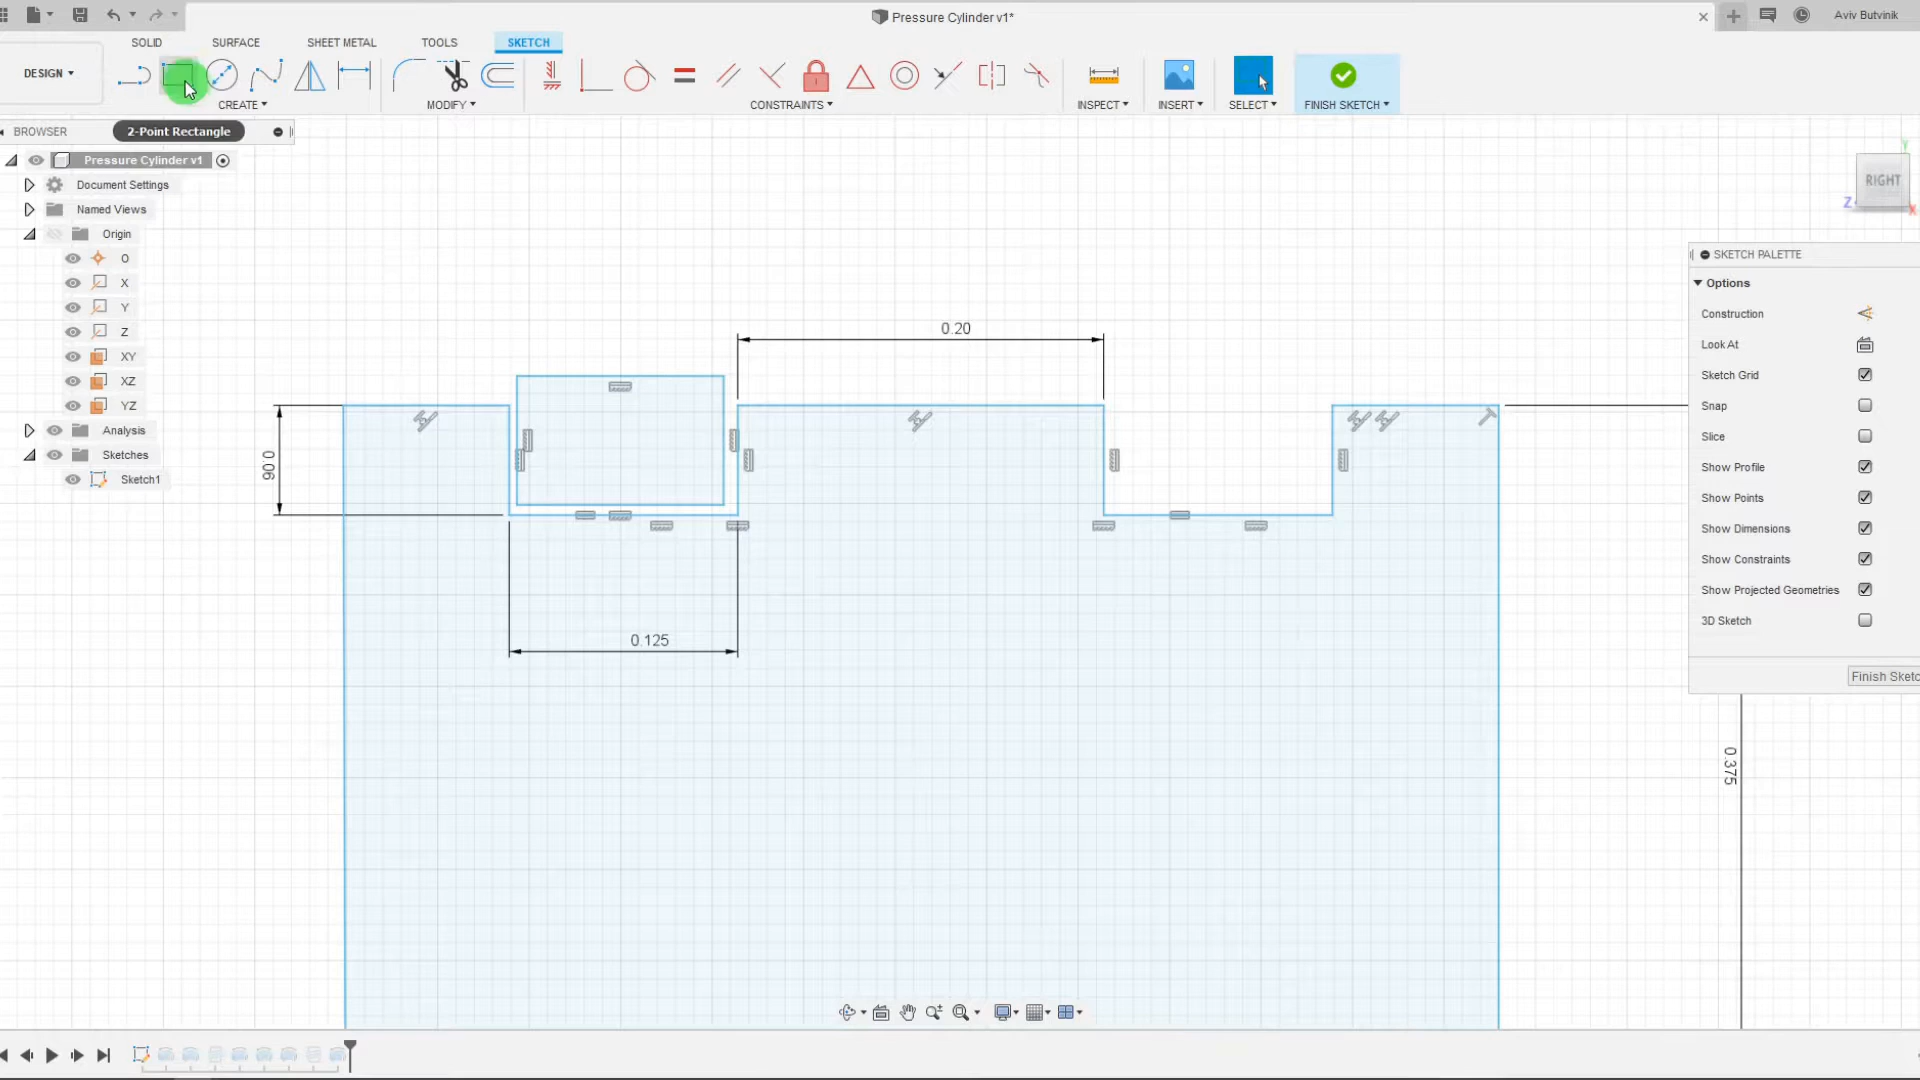 Pressure Cylinder v1*
Aviv Butvinik
SOLID
SURFACE
SHEET METAL
TOOLS
SKETCH
DESIGN
CREATE
MODIFY
CONSTRAINTS
INSPECT
INSERT
SELECT
FINISH SKETCH
BROWSER
2-Point Rectangle
Pressure Cylinder v1
Document Settings
Named Views
Origin
O
X
Y
Z
XY
XZ
YZ
Analysis
Sketches
Sketch1
Y
RIGHT
Z
X
SKETCH PALETTE
Options
Construction
Look At
Sketch Grid
Snap
Slice
Show Profile
Show Points
Show Dimensions
Show Constraints
Show Projected Geometries
3D Sketch
Finish Sketc
0.20
0.06
0.125
0.375